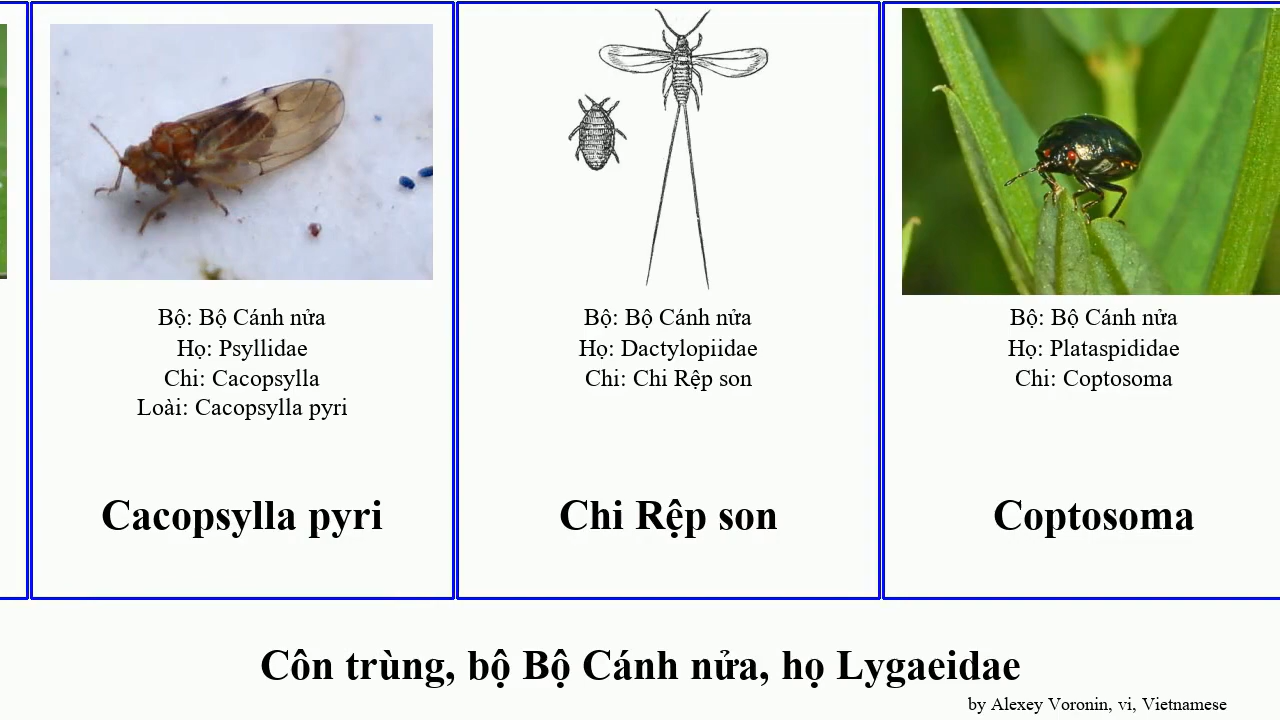 Bộ: Bộ Cánh nửa
Họ: Psyllidae
Chi: Cacopsylla
Loài: Cacopsylla pyri
Cacopsylla pyri
Bộ: Bộ Cánh nửa
Họ: Dactylopiidae
Chi: Chi Rệp son
Chi Rệp son
Bộ: Bộ Cánh nửa
Họ: Plataspididae
Chi: Coptosoma
Coptosoma
Côn trùng, bộ Bộ Cánh nửa, họ Lygaeidae
by Alexey Voronin, vi, Vietnamese